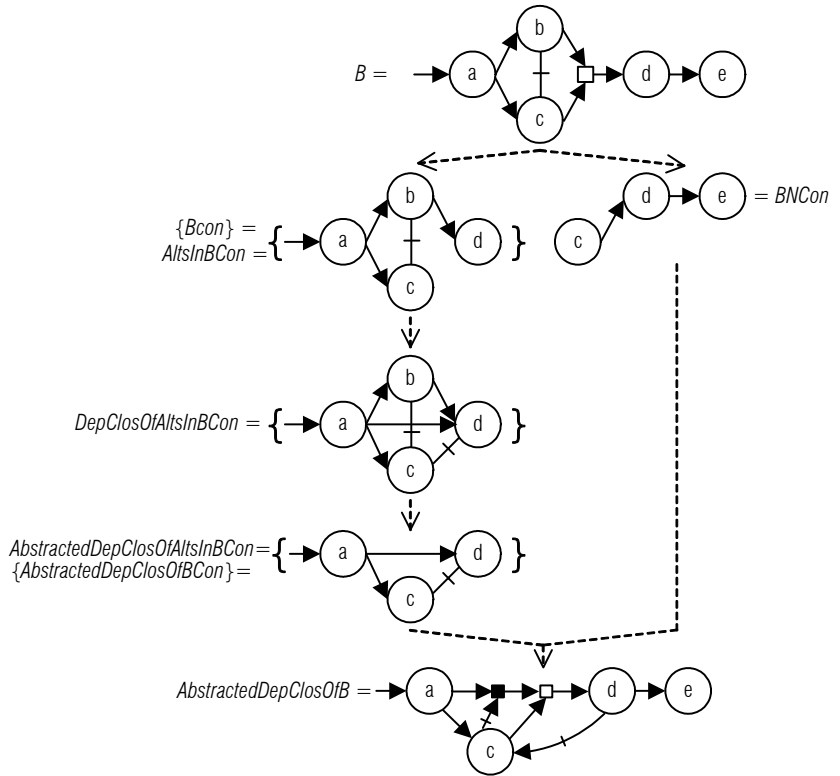 b
B = a d e
c
b d e = BNCon
{Bcon} =
AltsInBCon = { a d } c
c
b
DepClosOfAltsInBCon = { a d }
c
AbstractedDepClosOfAltsInBCon = { a d }
{AbstractedDepClosOfBCon} =
c
AbstractedDepClosOfB = a d e
c